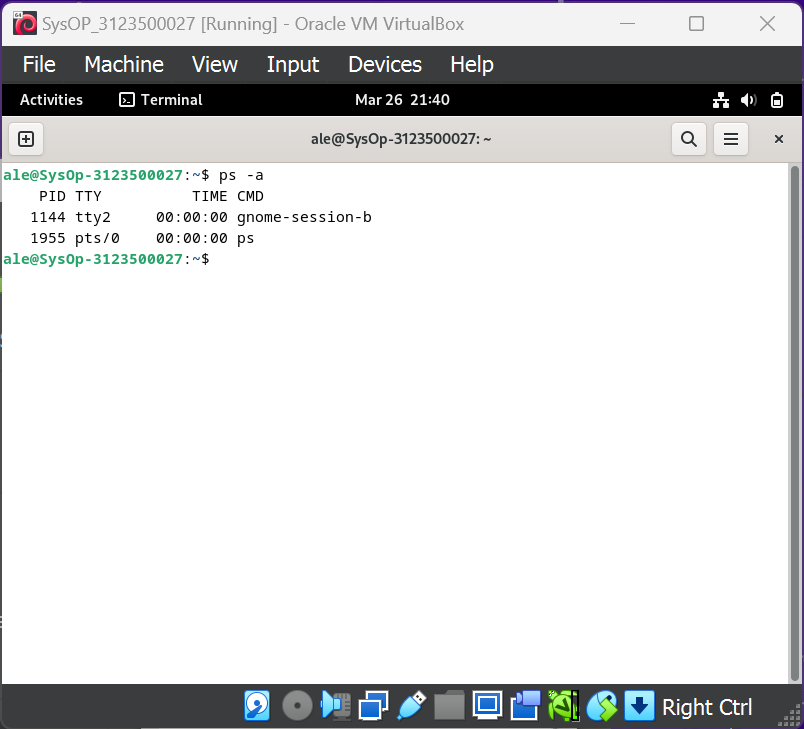 SysOP_3123500027 [Running] - Oracle VM VirtualBox
File Machine View Input Devices Help
Activities Terminal Mar 26 21:40
ale@SysOp-3123500027: ~
ale@SysOp-3123500027:~$ ps -a
    PID TTY          TIME CMD
   1144 tty2     00:00:00 gnome-session-b
   1955 pts/0    00:00:00 ps
ale@SysOp-3123500027:~$
Right Ctrl